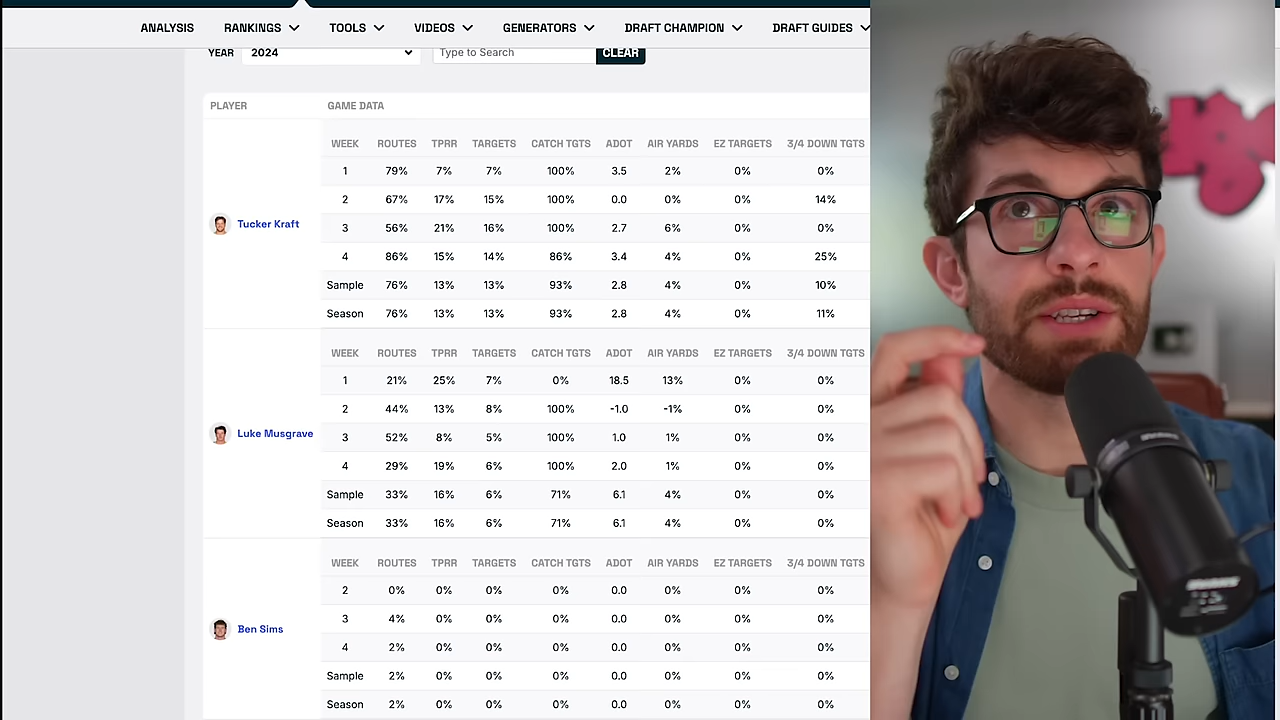 ANALYSIS RANKINGS TOOLS VIDEOS GENERATORS DRAFT CHAMPION DRAFT GUIDES
YEAR 2024 Type to Search CLEAR
PLAYER GAME DATA
WEEK ROUTES TPRR TARGETS CATCH TGTS ADOT AIR YARDS EZ TARGETS 3/4 DOWN TGTS
1 79% 7% 7% 100% 3.5 2% 0% 0%
2 67% 17% 15% 100% 0.0 0% 0% 14%
Tucker Kraft
3 56% 21% 16% 100% 2.7 6% 0% 0%
4 86% 15% 14% 86% 3.4 4% 0% 25%
Sample 76% 13% 13% 93% 2.8 4% 0% 10%
Season 76% 13% 13% 93% 2.8 4% 0% 11%
WEEK ROUTES TPRR TARGETS CATCH TGTS ADOT AIR YARDS EZ TARGETS 3/4 DOWN TGTS
1 21% 25% 7% 0% 18.5 13% 0% 0%
2 44% 13% 8% 100% -1.0 -1% 0% 0%
Luke Musgrave
3 52% 8% 5% 100% 1.0 1% 0% 0%
4 29% 19% 6% 100% 2.0 1% 0% 0%
Sample 33% 16% 6% 71% 6.1 4% 0% 0%
Season 33% 16% 6% 71% 6.1 4% 0% 0%
WEEK ROUTES TPRR TARGETS CATCH TGTS ADOT AIR YARDS EZ TARGETS 3/4 DOWN TGTS
2 0% 0% 0% 0% 0.0 0% 0% 0%
3 4% 0% 0% 0% 0.0 0% 0% 0%
Ben Sims
4 2% 0% 0% 0% 0.0 0% 0% 0%
Sample 2% 0% 0% 0% 0.0 0% 0% 0%
Season 2% 0% 0% 0% 0.0 0% 0% 0%